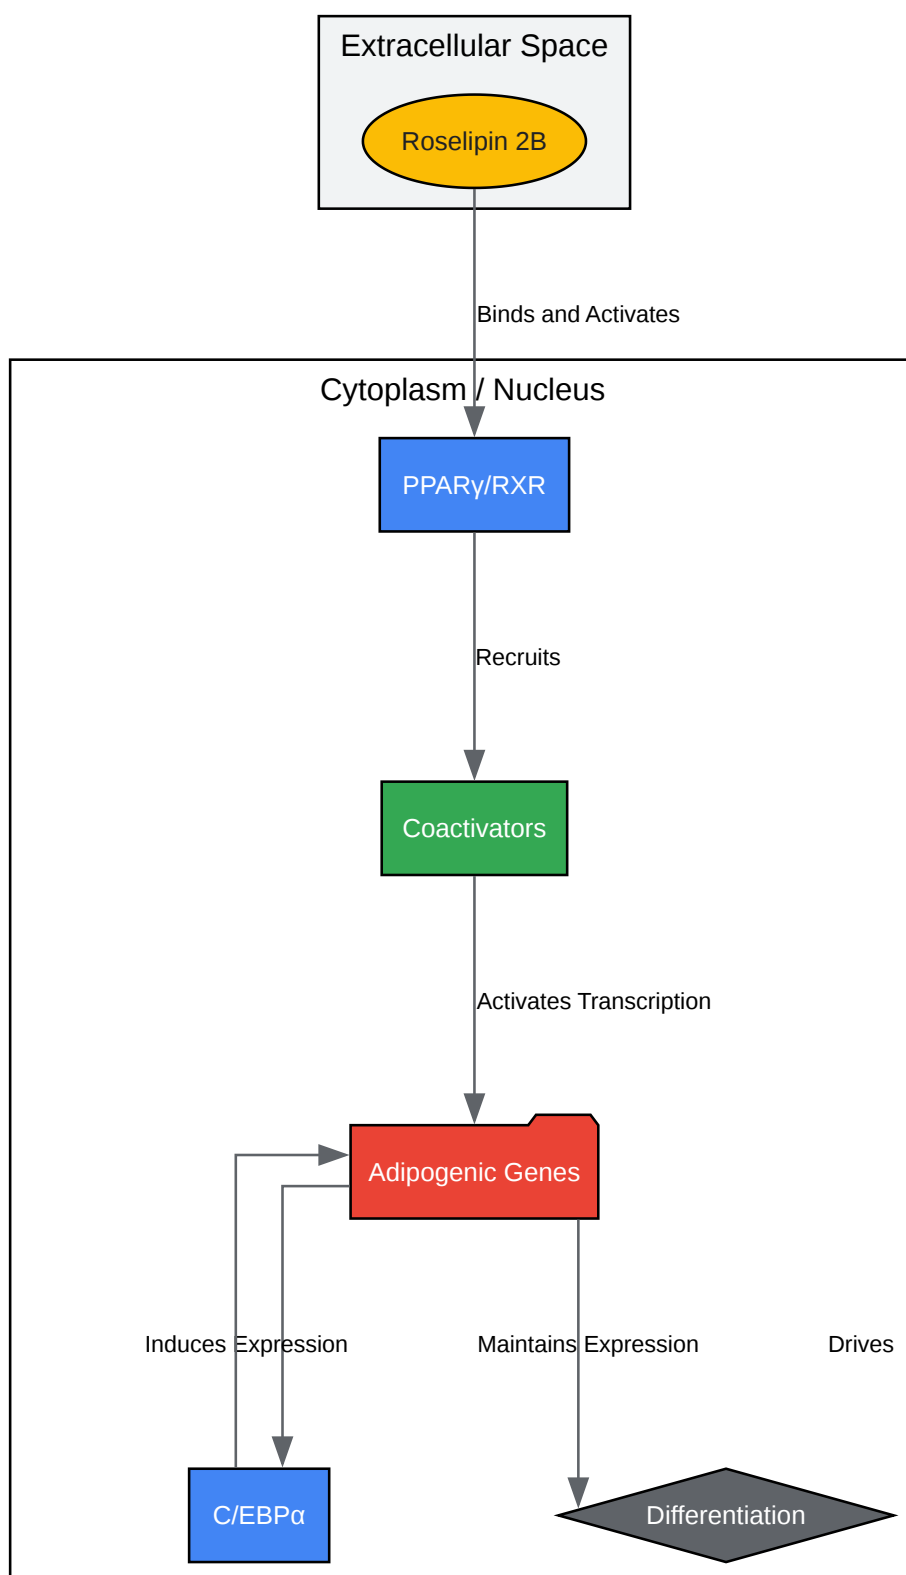 Extracellular Space
Roselipin 2B
Binds and Activates
Cytoplasm / Nucleus
PPARγ/RXR
Recruits
Coactivators
Activates Transcription
Adipogenic Genes
Induces Expression
Maintains Expression
Drives
C/EBPα
Differentiation